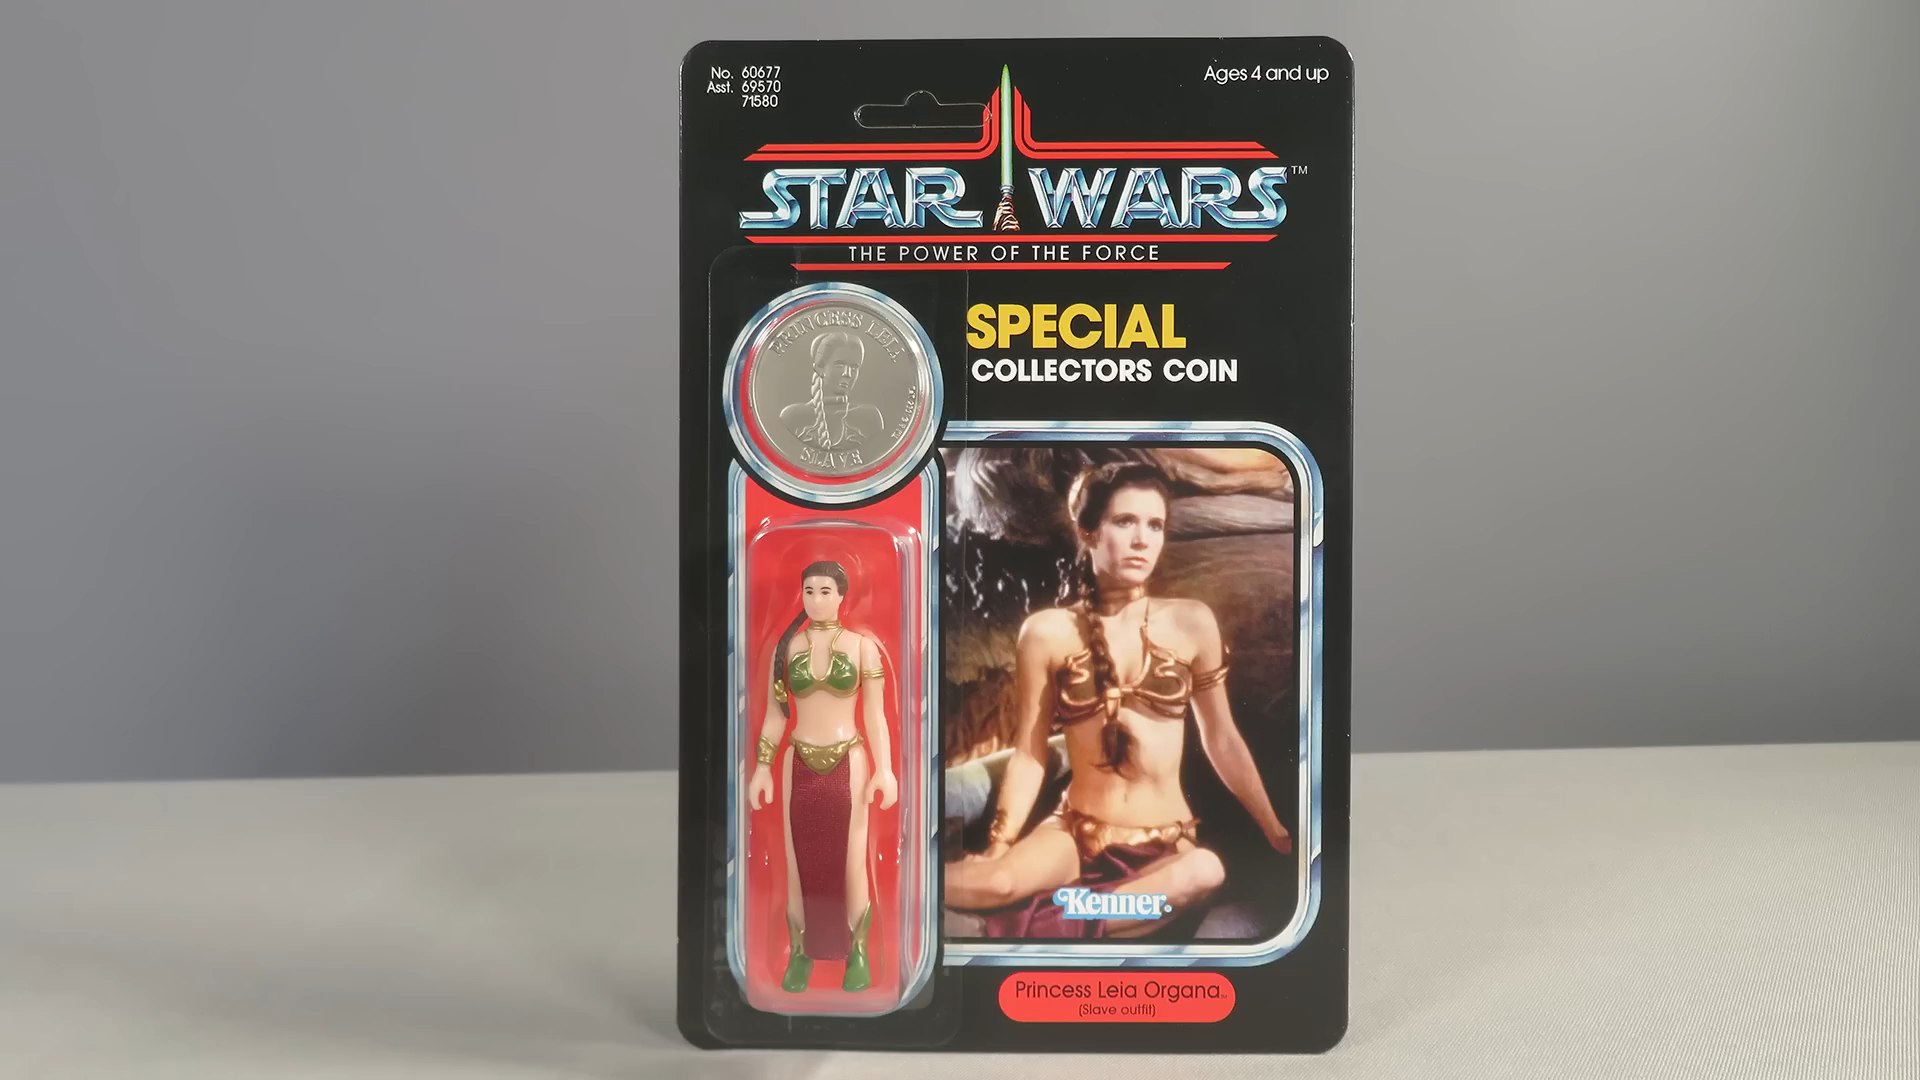 No. 60677
Asst. 69570
71580
Ages 4 and up
STAR WARS™
THE POWER OF THE FORCE
SPECIAL
COLLECTORS COIN
PRINCESS LEIA
SLAVE
Kenner
Princess Leia Organa
(Slave outfit)